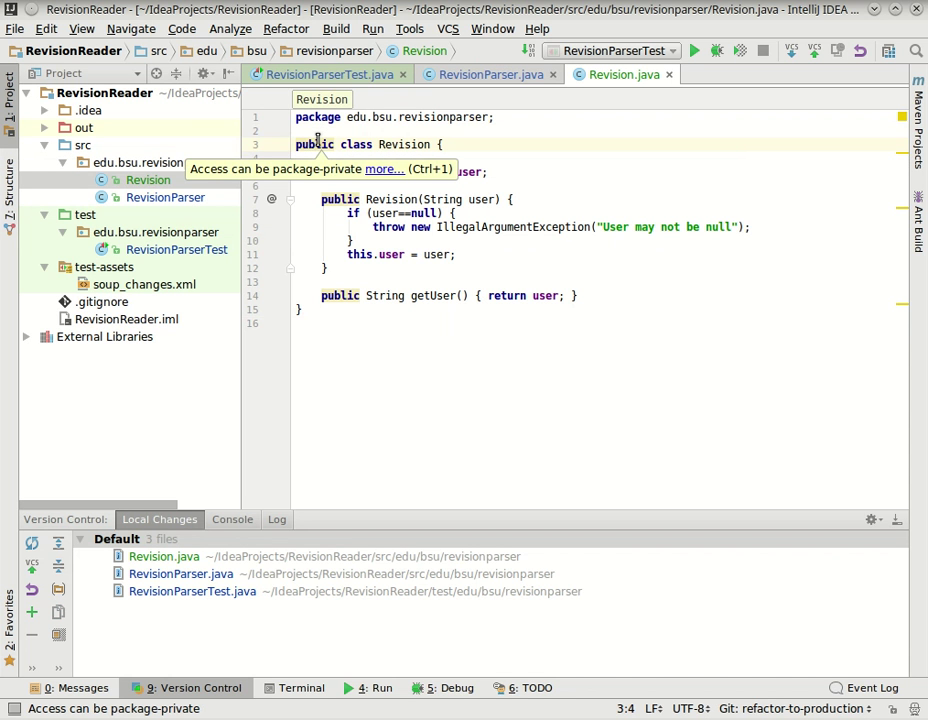 RevisionReader - [~/IdeaProjects/RevisionReader] - [RevisionReader] - ~/IdeaProjects/RevisionReader/src/edu/bsu/revisionparser/Revision.java - IntelliJ IDEA ...
File Edit View Navigate Code Analyze Refactor Build Run Tools VCS Window Help
RevisionReader src edu bsu revisionparser Revision RevisionParserTest
1: Project
7: Structure
2: Favorites
Project
RevisionReader ~/IdeaProjects/
.idea
out
src
edu.bsu.revision
Revision
RevisionParser
test
edu.bsu.revisionparser
RevisionParserTest
test-assets
soup_changes.xml
.gitignore
RevisionReader.iml
External Libraries
RevisionParserTest.java RevisionParser.java Revision.java
Revision
1 package edu.bsu.revisionparser;
2
3 public class Revision {
Access can be package-private more... (Ctrl+1)
user;
6
7 @ public Revision(String user) {
8 if (user==null) {
9 throw new IllegalArgumentException("User may not be null");
10 }
11 this.user = user;
12 }
13
14 public String getUser() { return user; }
15 }
16
Maven Projects
Ant Build
Version Control: Local Changes Console Log
Default 3 files
Revision.java ~/IdeaProjects/RevisionReader/src/edu/bsu/revisionparser
RevisionParser.java ~/IdeaProjects/RevisionReader/src/edu/bsu/revisionparser
RevisionParserTest.java ~/IdeaProjects/RevisionReader/test/edu/bsu/revisionparser
0: Messages 9: Version Control Terminal 4: Run 5: Debug 6: TODO Event Log
Access can be package-private 3:4 LF UTF-8 Git: refactor-to-production